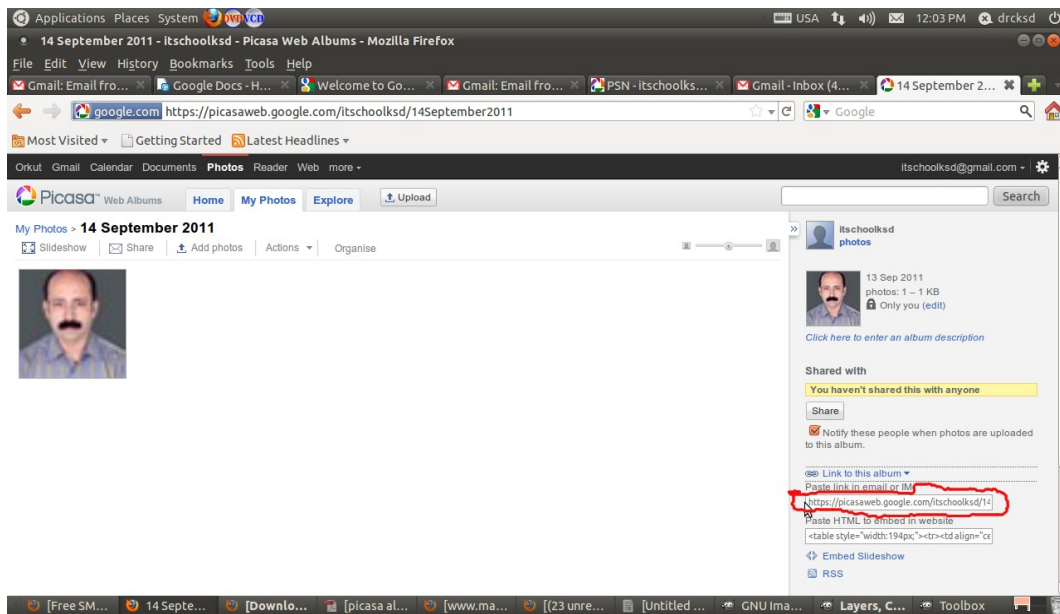 Applications Places System DVD VCD USA 12:03 PM drcksd
14 September 2011 - itschoolksd - Picasa Web Albums - Mozilla Firefox
File Edit View History Bookmarks Tools Help
Gmail: Email fro... Google Docs - H... Welcome to Go... Gmail: Email fro... PSN - itschoolks... Gmail - Inbox (4... 14 September 2...
google.com https://picasaweb.google.com/itschoolksd/14September2011 Google
Most Visited Getting Started Latest Headlines
Orkut Gmail Calendar Documents Photos Reader Web more itschoolksd@gmail.com
Picasa™ Web Albums Home My Photos Explore Upload Search
My Photos > 14 September 2011
Slideshow Share Add photos Actions Organise
itschoolksd
photos
13 Sep 2011
photos: 1 – 1 KB
Only you (edit)
Click here to enter an album description
Shared with
You haven't shared this with anyone
Share
Notify these people when photos are uploaded
to this album.
Link to this album
Paste link in email or IM
https://picasaweb.google.com/itschoolksd/14
Paste HTML to embed in website
<table style="width:194px;"><tr><td align="ce
Embed Slideshow
RSS
[Free SM... 14 Septe... [Downlo... [picasa al... [www.ma... [(23 unre... [Untitled ... GNU Ima... Layers, C... Toolbox